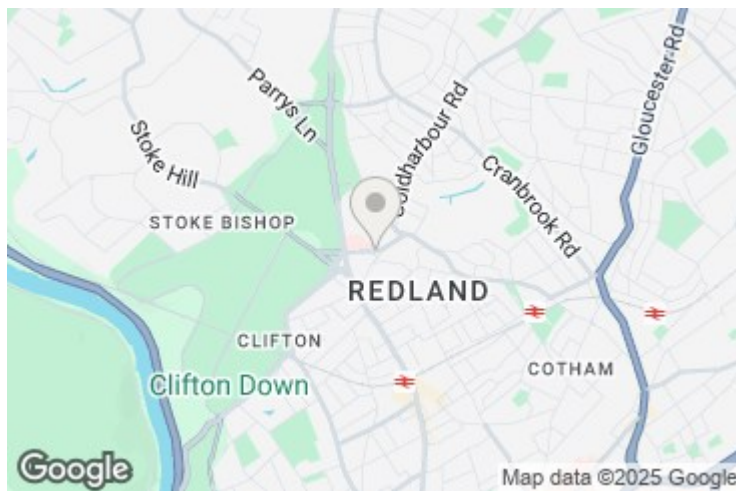 Parrys Ln
Coldharbour Rd
Gloucester Rd
Stoke Hill
Cranbrook Rd
STOKE BISHOP
REDLAND
CLIFTON
COTHAM
Clifton Down
Google
Map data ©2025 Google